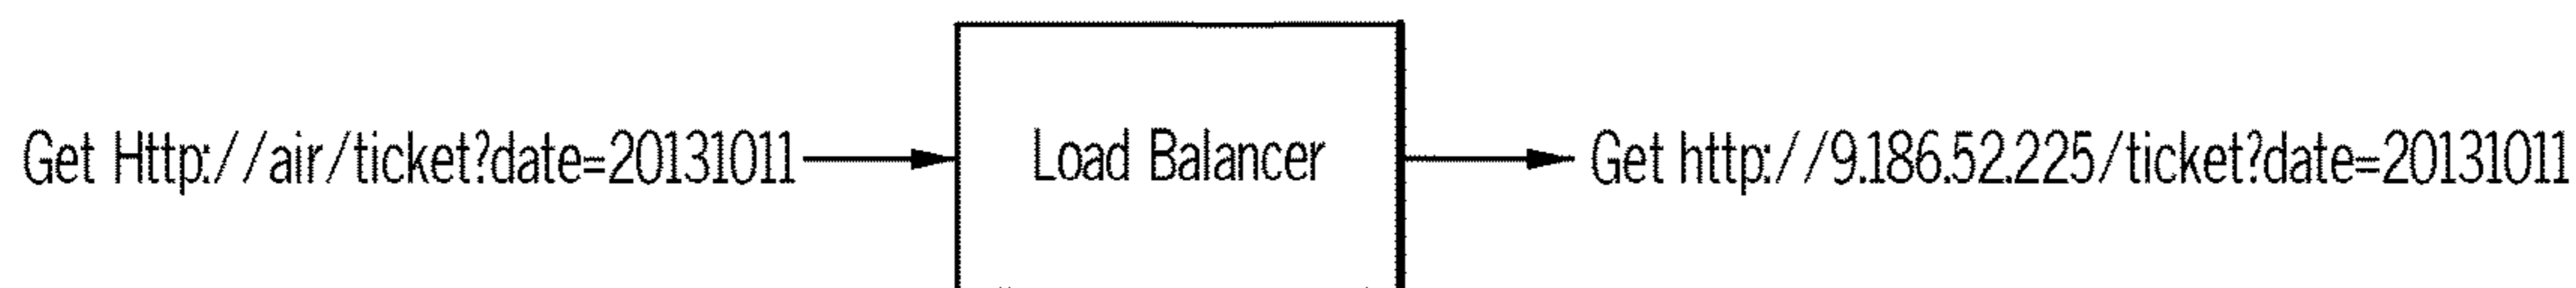 Get Http://air/ticket?date=20131011
Load Balancer
Get http://9.186.52.225/ticket?date=20131011